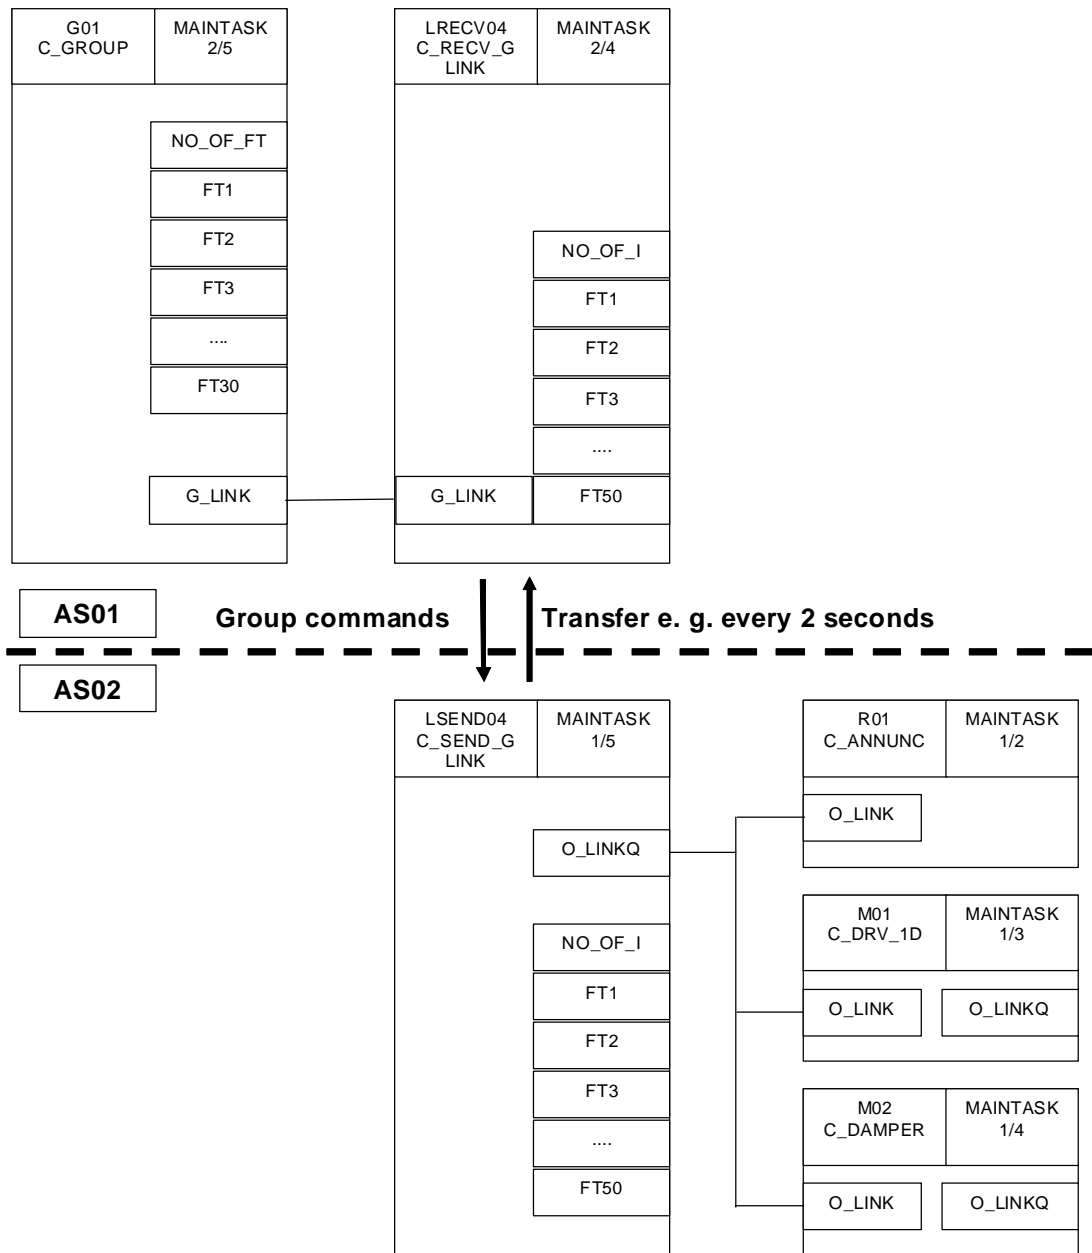 G01
C_GROUP
MAINTASK
2/5
NO_OF_FT
FT1
FT2
FT3
....
FT30
G_LINK
LRECV04
C_RECV_G
LINK
MAINTASK
2/4
NO_OF_I
FT1
FT2
FT3
....
G_LINK
FT50
AS01
Group commands
Transfer e. g. every 2 seconds
AS02
LSEND04
C_SEND_G
LINK
MAINTASK
1/5
O_LINKQ
NO_OF_I
FT1
FT2
FT3
....
FT50
R01
C_ANNUNC
MAINTASK
1/2
O_LINK
M01
C_DRV_1D
MAINTASK
1/3
O_LINK
O_LINKQ
M02
C_DAMPER
MAINTASK
1/4
O_LINK
O_LINKQ